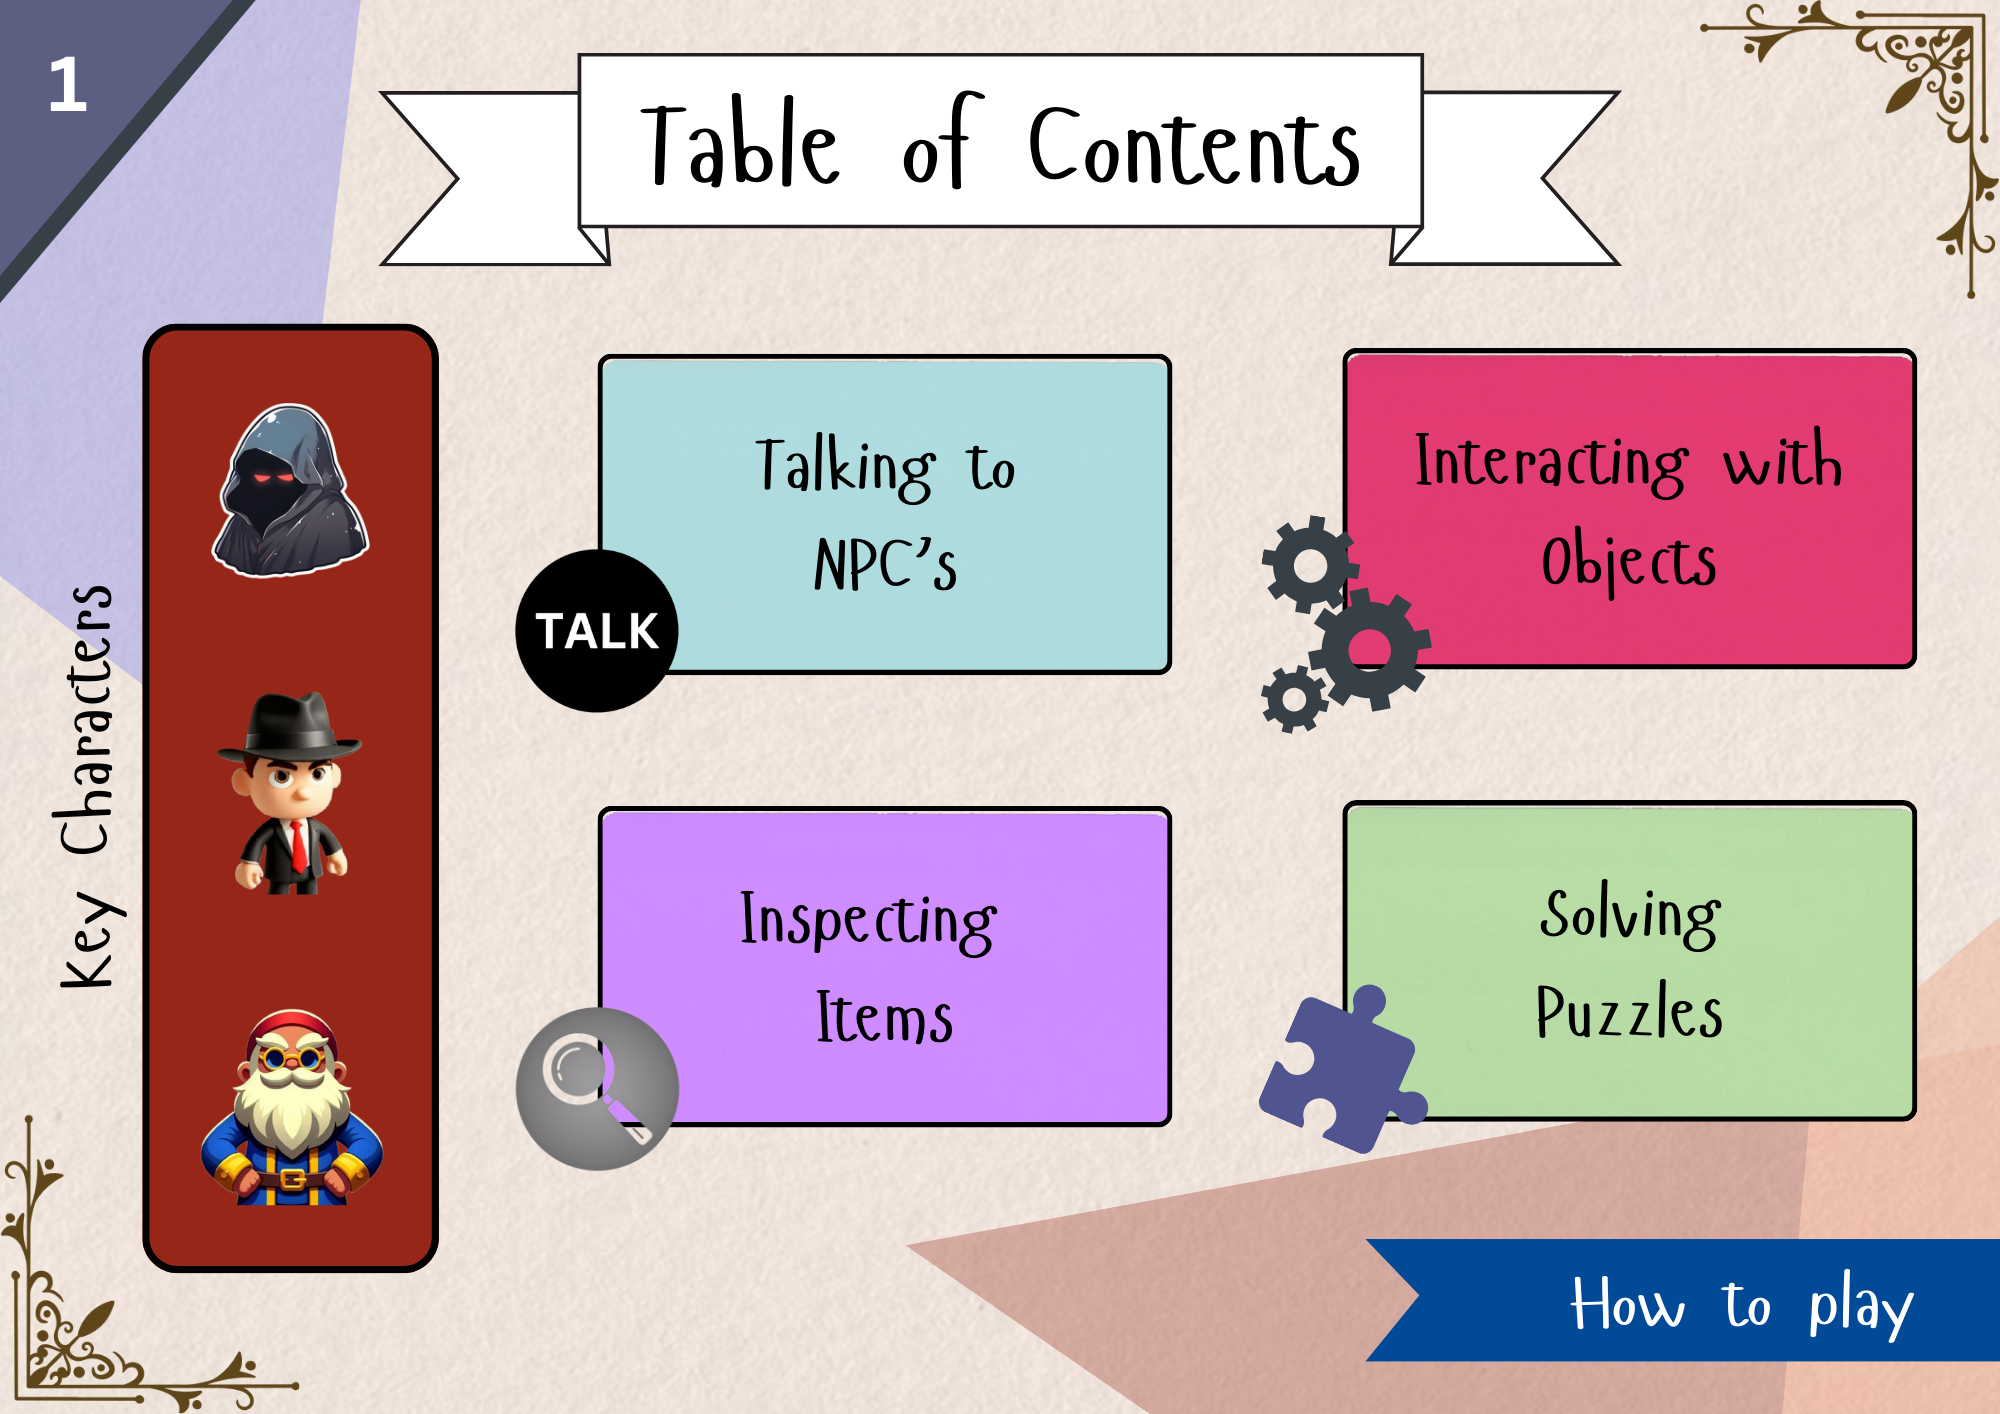 1
Table of Contents
Key Characters
Talking to
NPC's
TALK
Interacting with
Objects
Inspecting
Items
Solving
Puzzles
How to play